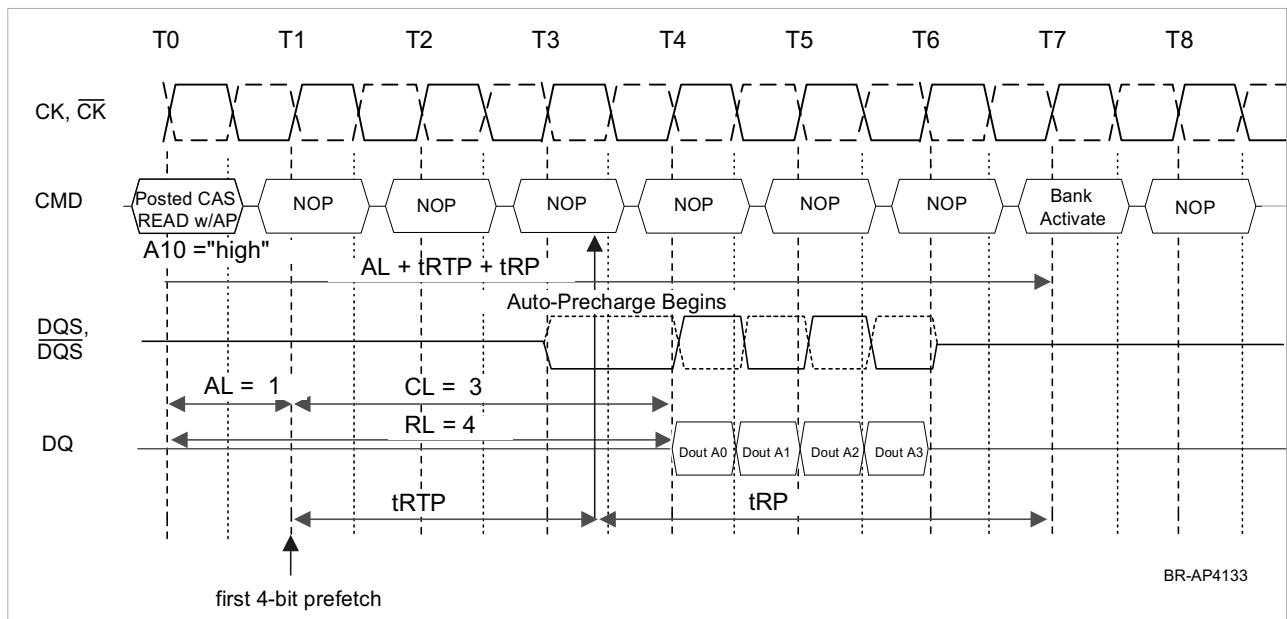 T0 T1 T2 T3 T4 T5 T6 T7 T8
CK, CK
CMD
Posted CAS
READ w/AP
NOP NOP NOP NOP NOP NOP
Bank
Activate
NOP
A10 ="high"
AL + tRTP + tRP
Auto-Precharge Begins
DQS,
DQS
AL = 1
CL = 3
RL = 4
DQ
Dout A0 Dout A1 Dout A2 Dout A3
tRTP
tRP
first 4-bit prefetch
BR-AP4133